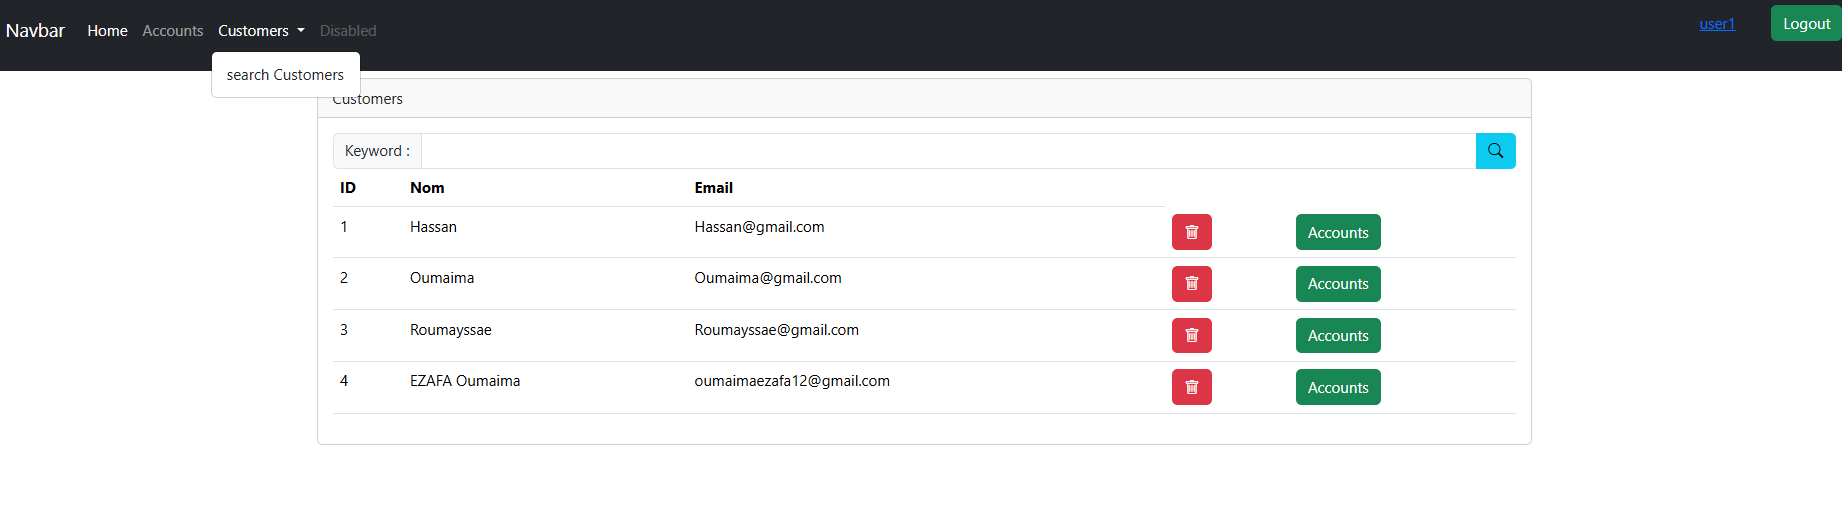 Navbar Home Accounts Customers Disabled user1 Logout
search Customers
Customers
Keyword :
ID Nom Email
1 Hassan Hassan@gmail.com Accounts
2 Oumaima Oumaima@gmail.com Accounts
3 Roumayssae Roumayssae@gmail.com Accounts
4 EZAFA Oumaima oumaimaezafa12@gmail.com Accounts